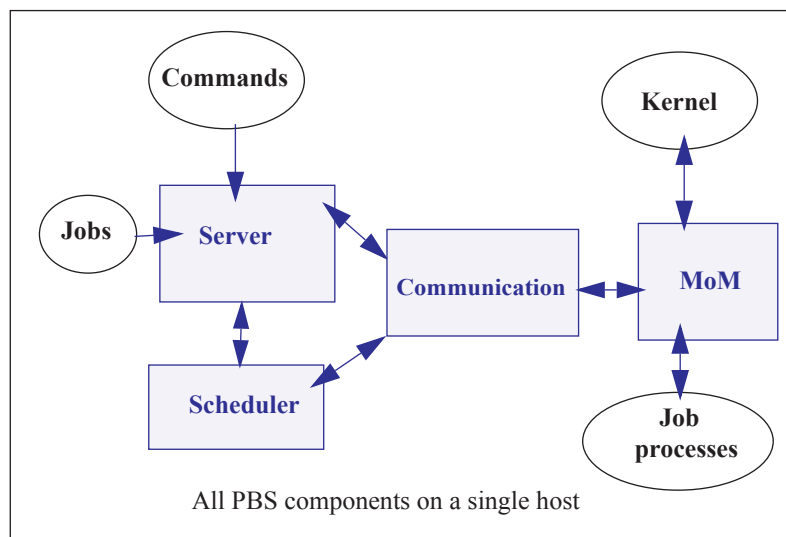 Commands
Kernel
Jobs
Server
Communication
MoM
Scheduler
Job
processes
All PBS components on a single host